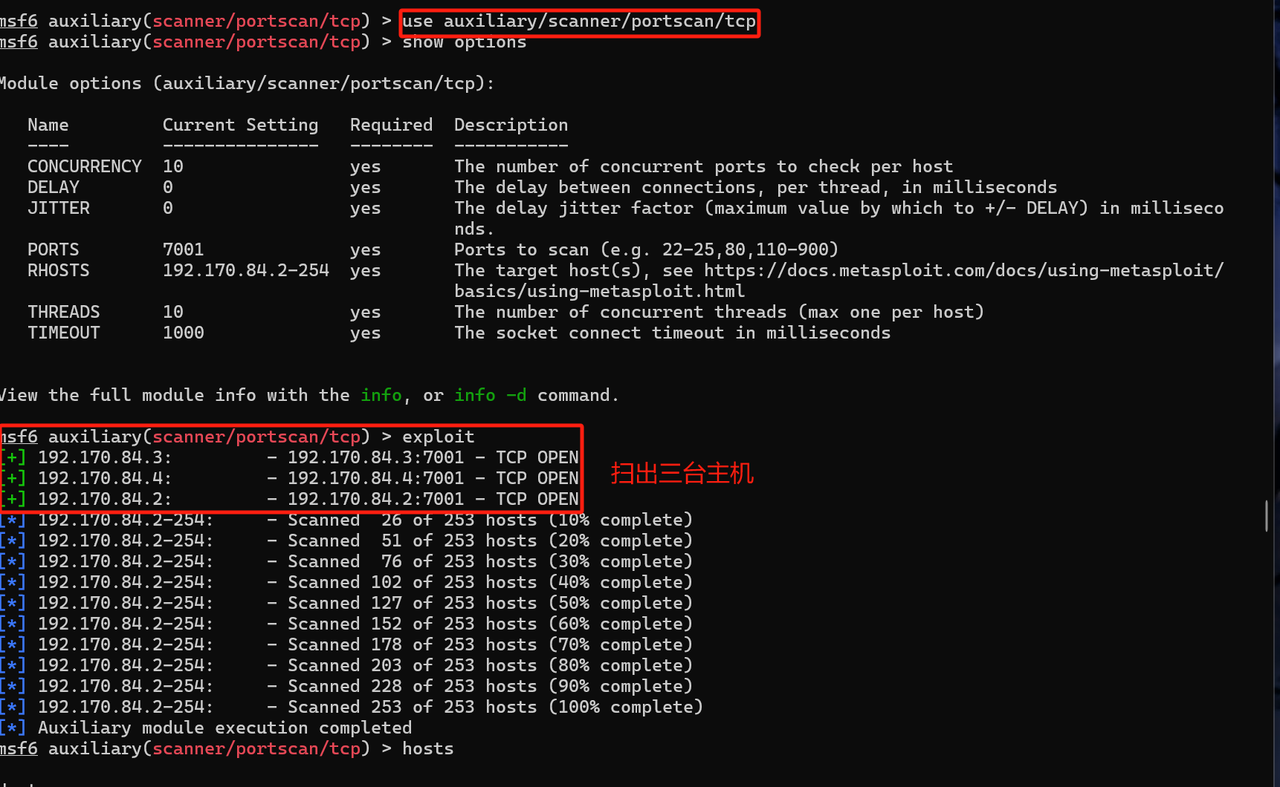 msf6 auxiliary(scanner/portscan/tcp) > use auxiliary/scanner/portscan/tcp
msf6 auxiliary(scanner/portscan/tcp) > show options
Module options (auxiliary/scanner/portscan/tcp):
Name Current Setting Required Description
---- --------------- -------- -----------
CONCURRENCY 10 yes The number of concurrent ports to check per host
DELAY 0 yes The delay between connections, per thread, in milliseconds
JITTER 0 yes The delay jitter factor (maximum value by which to +/- DELAY) in milliseco
nds.
PORTS 7001 yes Ports to scan (e.g. 22-25,80,110-900)
RHOSTS 192.170.84.2-254 yes The target host(s), see https://docs.metasploit.com/docs/using-metasploit/
basics/using-metasploit.html
THREADS 10 yes The number of concurrent threads (max one per host)
TIMEOUT 1000 yes The socket connect timeout in milliseconds
View the full module info with the info, or info -d command.
msf6 auxiliary(scanner/portscan/tcp) > exploit
[+] 192.170.84.3: - 192.170.84.3:7001 - TCP OPEN
[+] 192.170.84.4: - 192.170.84.4:7001 - TCP OPEN
[+] 192.170.84.2: - 192.170.84.2:7001 - TCP OPEN
扫出三台主机
[*] 192.170.84.2-254: - Scanned 26 of 253 hosts (10% complete)
[*] 192.170.84.2-254: - Scanned 51 of 253 hosts (20% complete)
[*] 192.170.84.2-254: - Scanned 76 of 253 hosts (30% complete)
[*] 192.170.84.2-254: - Scanned 102 of 253 hosts (40% complete)
[*] 192.170.84.2-254: - Scanned 127 of 253 hosts (50% complete)
[*] 192.170.84.2-254: - Scanned 152 of 253 hosts (60% complete)
[*] 192.170.84.2-254: - Scanned 178 of 253 hosts (70% complete)
[*] 192.170.84.2-254: - Scanned 203 of 253 hosts (80% complete)
[*] 192.170.84.2-254: - Scanned 228 of 253 hosts (90% complete)
[*] 192.170.84.2-254: - Scanned 253 of 253 hosts (100% complete)
[*] Auxiliary module execution completed
msf6 auxiliary(scanner/portscan/tcp) > hosts